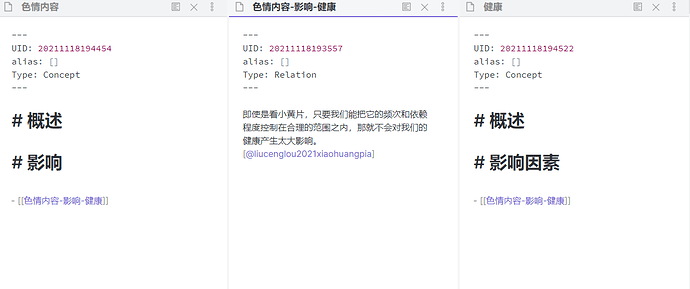 色情内容
---
UID: 20211118194454
alias: []
Type: Concept
---
# 概述
# 影响
- [[色情内容-影响-健康]]
色情内容-影响-健康
---
UID: 20211118193557
alias: []
Type: Relation
---
即使是看小黄片，只要我们能把它的频次和依赖
程度控制在合理的范围之内，那就不会对我们的
健康产生太大影响。
[@liucenglou2021xiaohuangpia]
健康
---
UID: 20211118194522
alias: []
Type: Concept
---
# 概述
# 影响因素
- [[色情内容-影响-健康]]